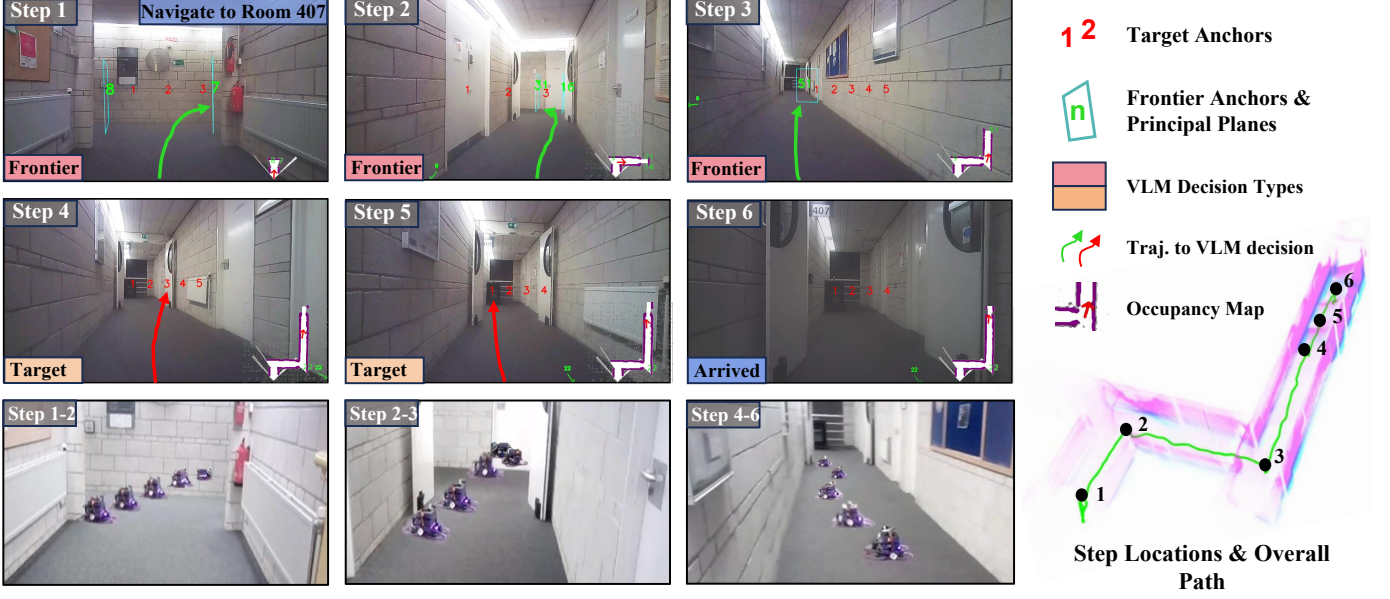 Step 1
Navigate to Room 407
8
1
2
3
7
Frontier
Step 2
1
2
31
3
16
Frontier
Step 3
51
1
2
3
4
5
Frontier
Step 4
1
2
3
4
5
22
Target
Step 5
1
2
3
4
22
Target
Step 6
407
1
2
3
4
22
Arrived
Step 1-2
Step 2-3
Step 4-6
1 2
Target Anchors
n
Frontier Anchors &
Principal Planes
VLM Decision Types
Traj. to VLM decision
Occupancy Map
6
5
4
2
3
1
Step Locations & Overall
Path